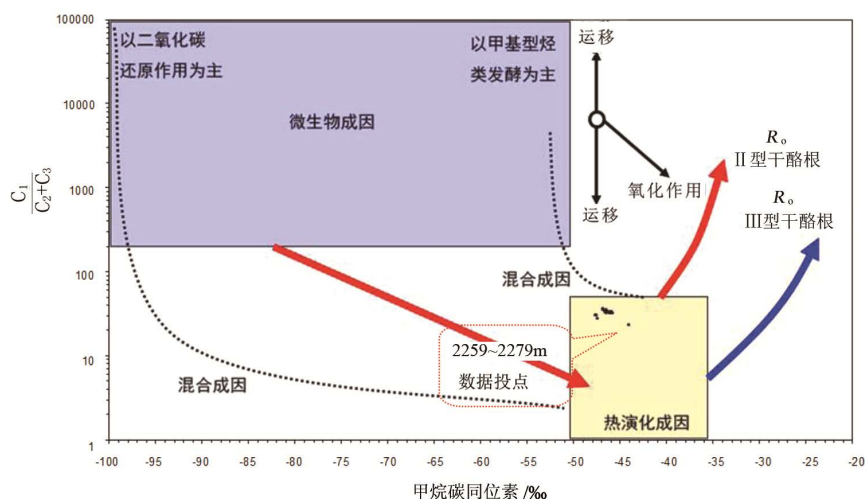 100000
10000
1000
100
10
1
C₁
C₂+C₃
以二氧化碳
还原作用为主
以甲基型烃
类发酵为主
微生物成因
运移
氧化作用
运移
Rₒ
Ⅱ型干酪根
Rₒ
Ⅲ型干酪根
混合成因
2259~2279m
数据投点
混合成因
热演化成因
-100 -95 -90 -85 -80 -75 -70 -65 -60 -55 -50 -45 -40 -35 -30 -25 -20
甲烷碳同位素 /‰